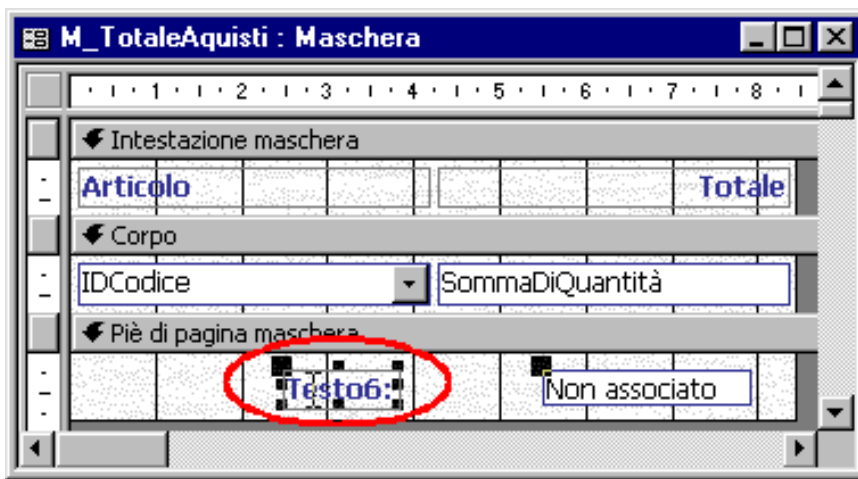 M_TotaleAquisti : Maschera
1 2 3 4 5 6 7 8
Intestazione maschera
Articolo Totale
Corpo
IDCodice SommaDiQuantità
Piè di pagina maschera
Testo6: Non associato